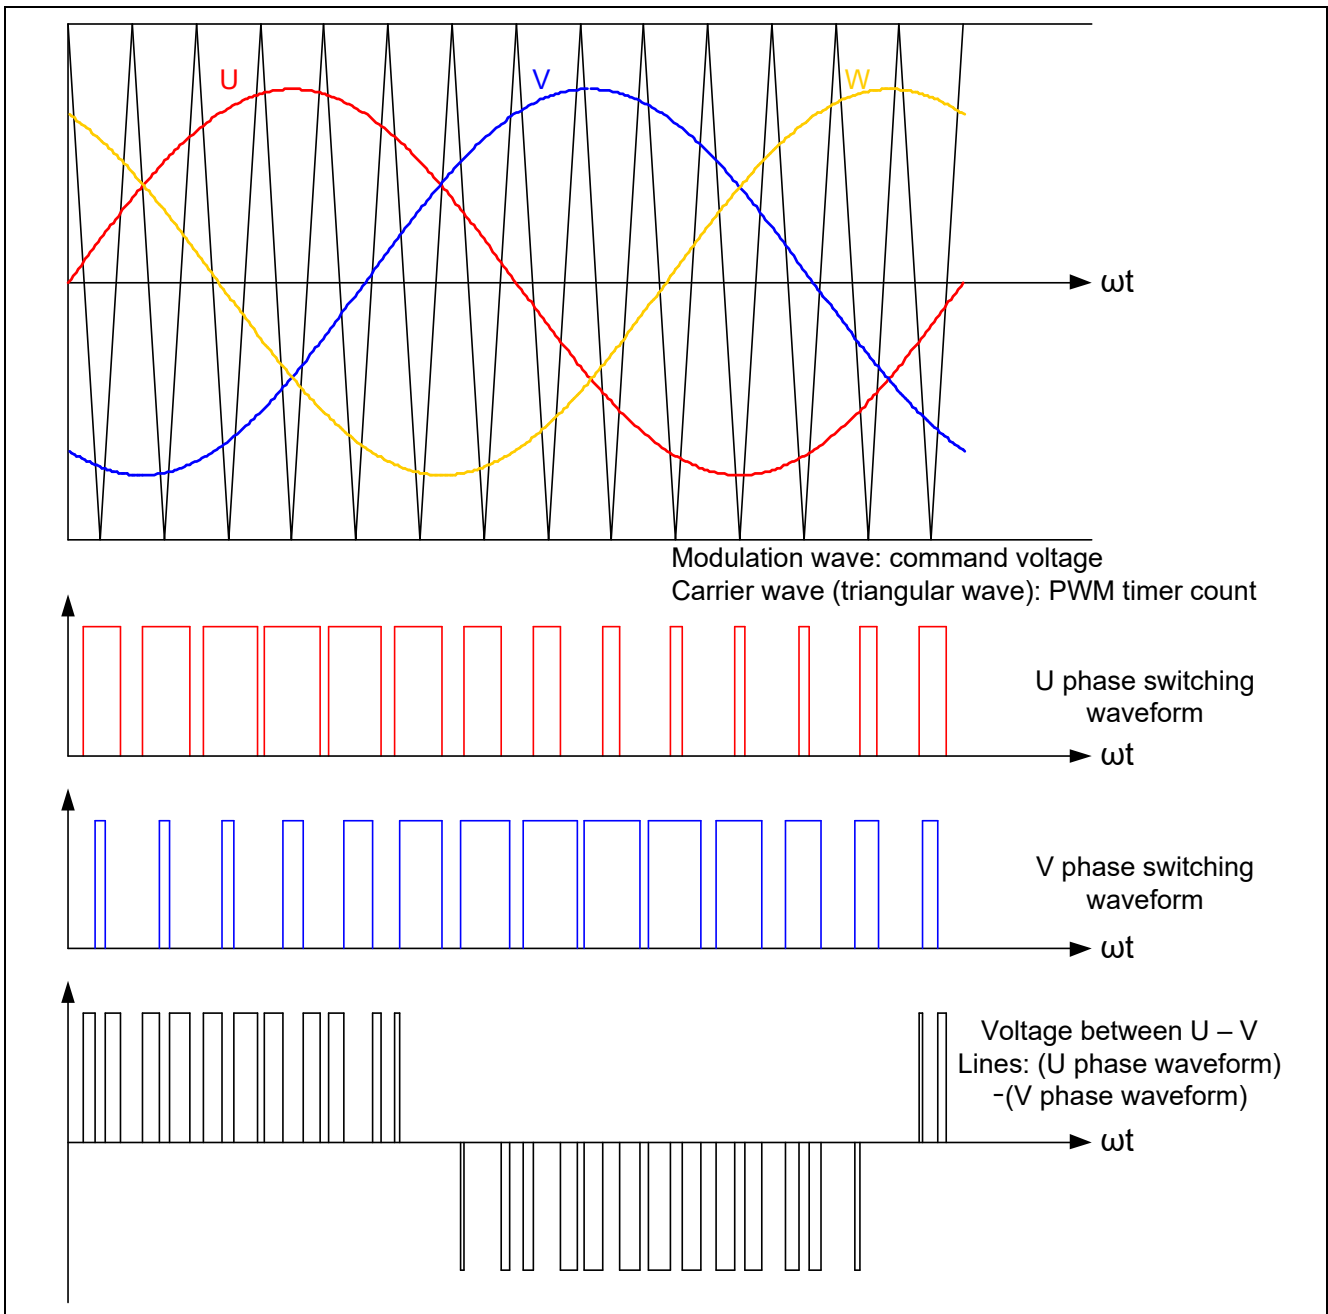 U
V
W
ωt
Modulation wave: command voltage
Carrier wave (triangular wave): PWM timer count
U phase switching
waveform
ωt
V phase switching
waveform
ωt
Voltage between U – V
Lines: (U phase waveform)
-(V phase waveform)
ωt